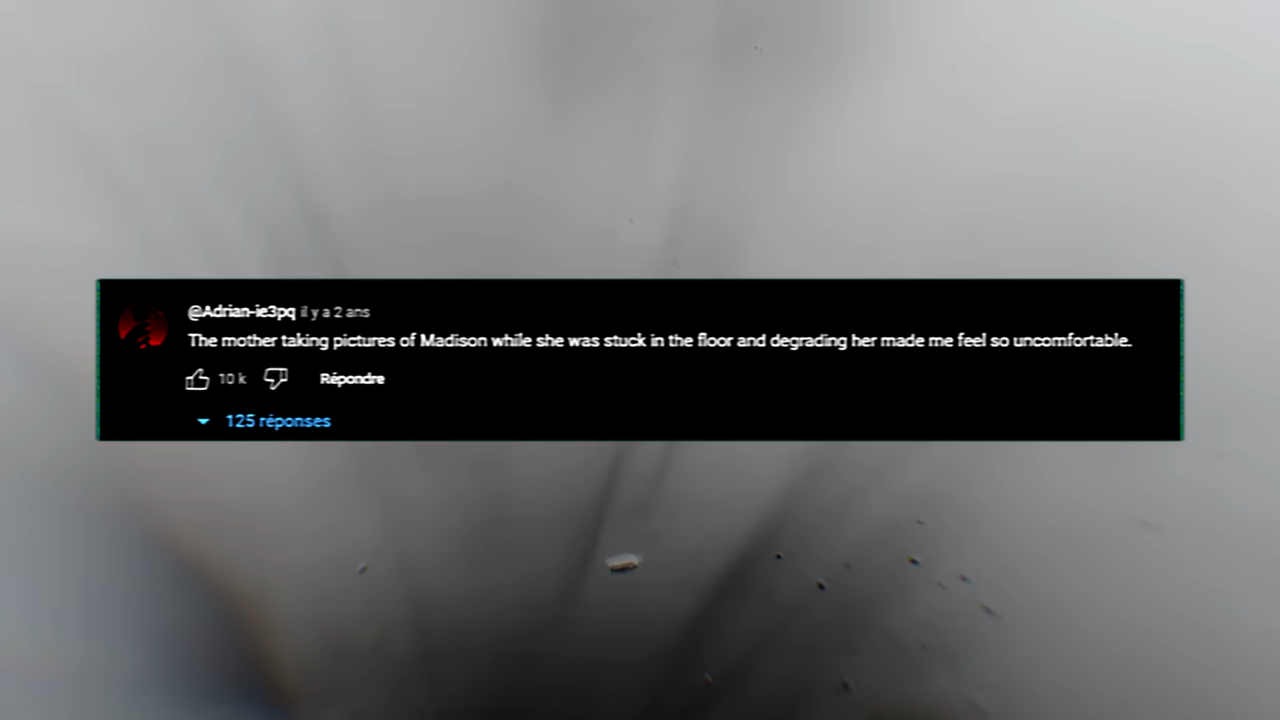 @Adrian-ie3pq il y a 2 ans
The mother taking pictures of Madison while she was stuck in the floor and degrading her made me feel so uncomfortable.
10 k Répondre
125 réponses